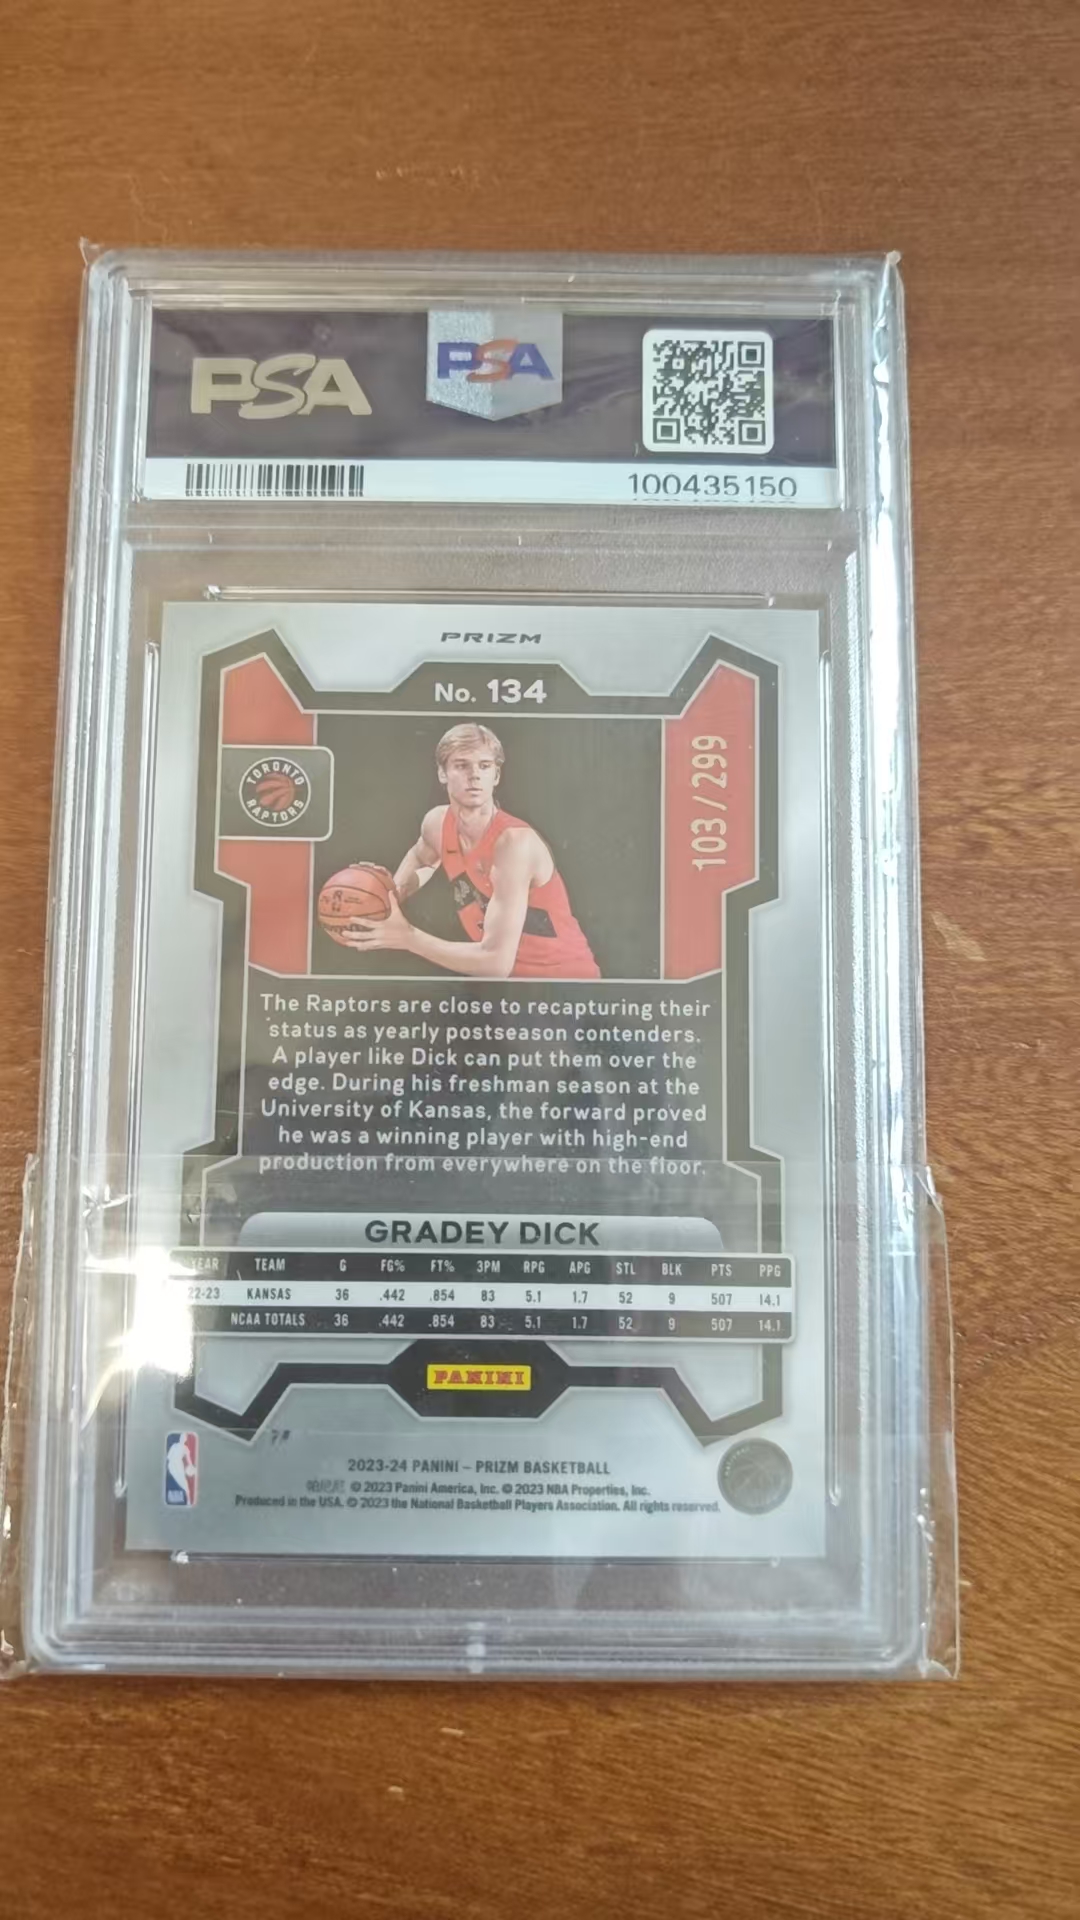 PSA
PSA
100435150
PRIZM
No. 134
TORONTO
RAPTORS
103/299
The Raptors are close to recapturing their
status as yearly postseason contenders.
A player like Dick can put them over the
edge. During his freshman season at the
University of Kansas, the forward proved
he was a winning player with high-end
production from everywhere on the floor.
GRADEY DICK
YEAR TEAM G FG% FT% 3PM RPG APG STL BLK PTS PPG
22-23 KANSAS 36 .442 .854 83 5.1 1.7 52 9 507 14.1
NCAA TOTALS 36 .442 .854 83 5.1 1.7 52 9 507 14.1
PANINI
NBA
2023-24 PANINI – PRIZM BASKETBALL
© 2023 Panini America, Inc. © 2023 NBA Properties, Inc.
Produced in the USA. © 2023 the National Basketball Players Association. All rights reserved.